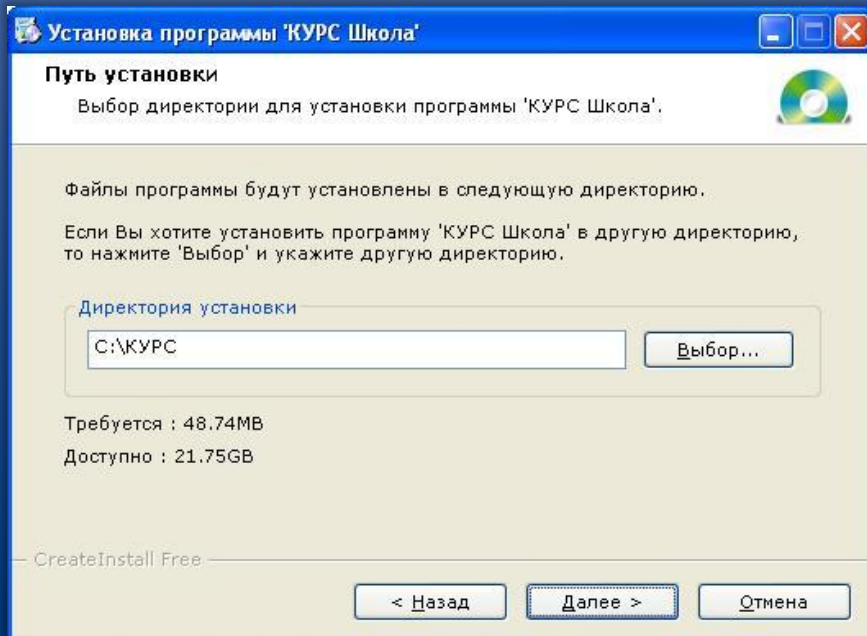 Установка программы 'КУРС Школа'
Путь установки
Выбор директории для установки программы 'КУРС Школа'.
Файлы программы будут установлены в следующую директорию.
Если Вы хотите установить программу 'КУРС Школа' в другую директорию,
то нажмите 'Выбор' и укажите другую директорию.
Директория установки
C:\КУРС
Выбор...
Требуется : 48.74MB
Доступно : 21.75GB
CreateInstall Free
< Назад
Далее >
Отмена